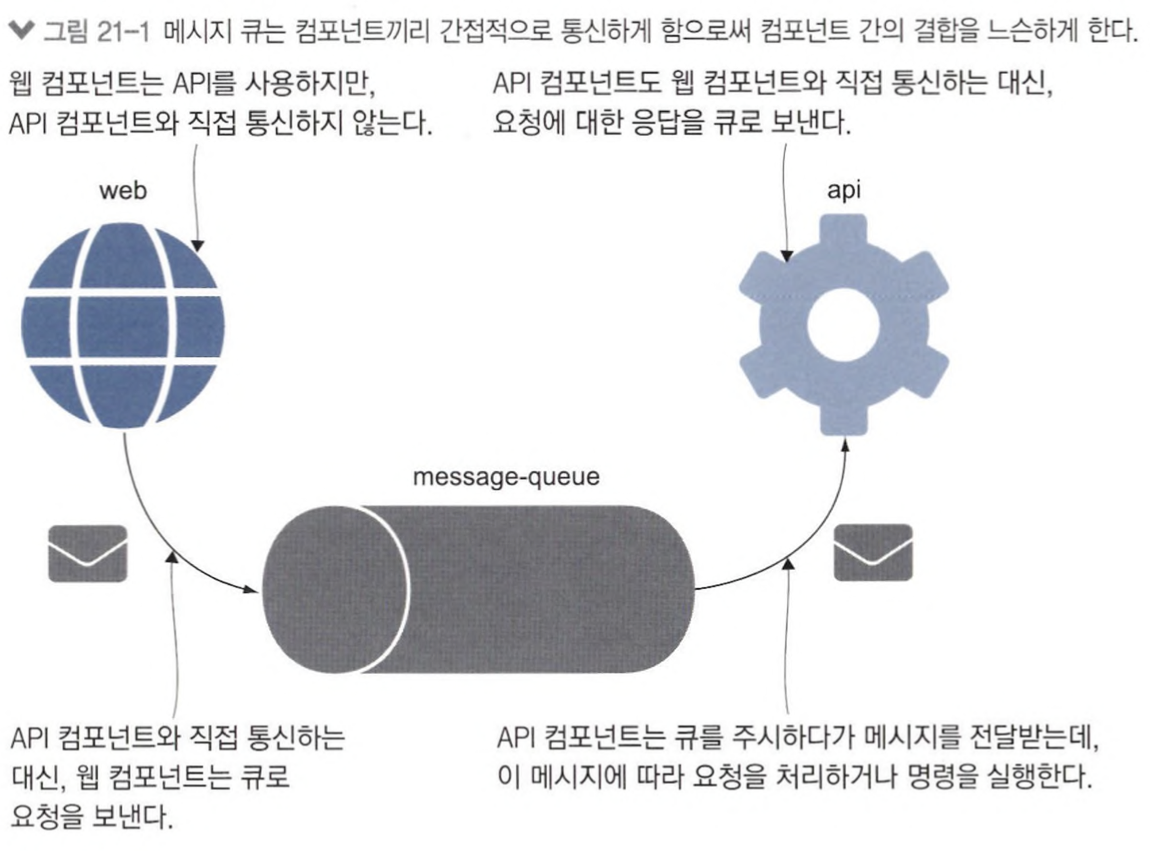 그림 21-1 메시지 큐는 컴포넌트끼리 간접적으로 통신하게 함으로써 컴포넌트 간의 결합을 느슨하게 한다.
웹 컴포넌트는 API를 사용하지만,
API 컴포넌트와 직접 통신하지 않는다.
API 컴포넌트도 웹 컴포넌트와 직접 통신하는 대신,
요청에 대한 응답을 큐로 보낸다.
web
api
message-queue
API 컴포넌트와 직접 통신하는
대신, 웹 컴포넌트는 큐로
요청을 보낸다.
API 컴포넌트는 큐를 주시하다가 메시지를 전달받는데,
이 메시지에 따라 요청을 처리하거나 명령을 실행한다.